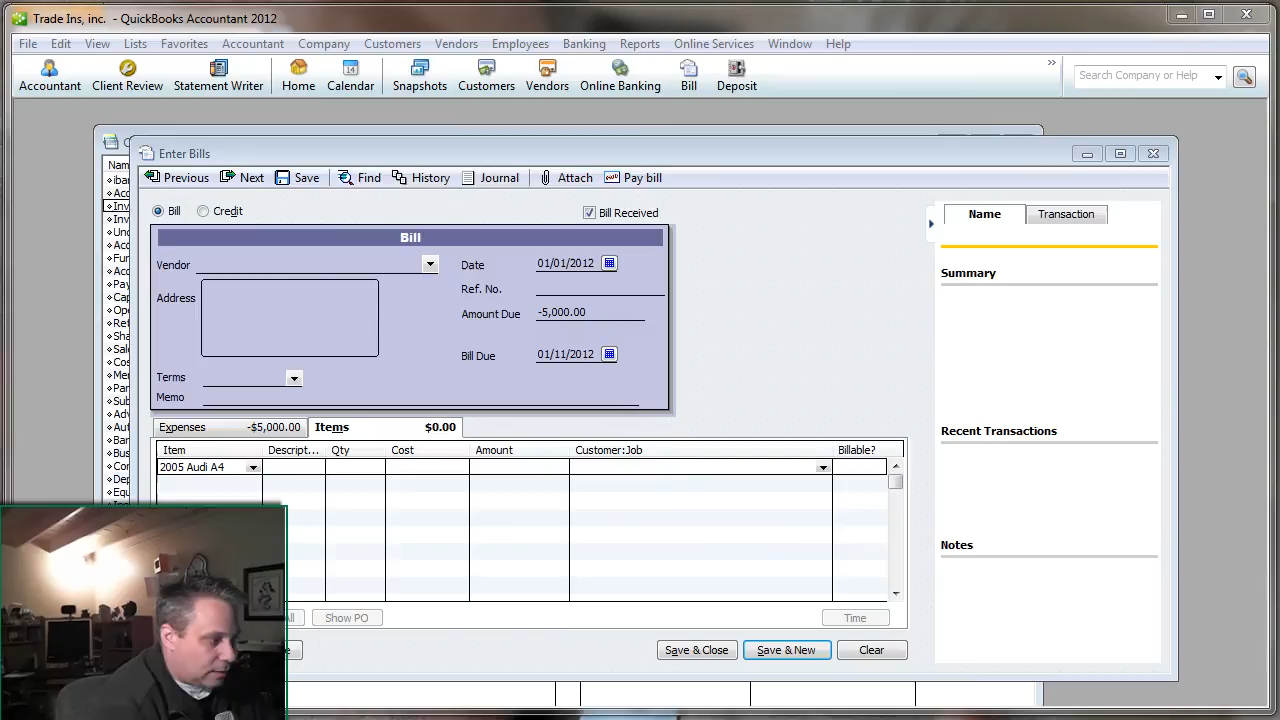 Trade Ins, inc. - QuickBooks Accountant 2012
File Edit View Lists Favorites Accountant Company Customers Vendors Employees Banking Reports Online Services Window Help
Accountant Client Review Statement Writer Home Calendar Snapshots Customers Vendors Online Banking Bill Deposit
Search Company or Help
Enter Bills
Previous Next Save Find History Journal Attach Pay bill
Bill Credit Bill Received
Name Transaction
Bill
Vendor Date 01/01/2012
Address Ref. No.
Amount Due -5,000.00
Bill Due 01/11/2012
Terms
Memo
Summary
Recent Transactions
Notes
Expenses -$5,000.00 Items $0.00
Item Descript... Qty Cost Amount Customer:Job Billable?
2005 Audi A4
Show PO Time
Save & Close Save & New Clear